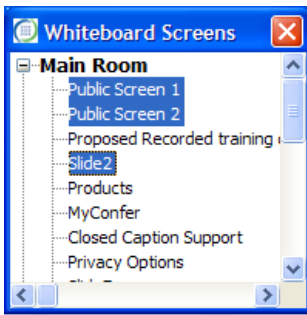 Whiteboard Screens
Main Room
Public Screen 1
Public Screen 2
Proposed Recorded training
Slide2
Products
MyConfer
Closed Caption Support
Privacy Options